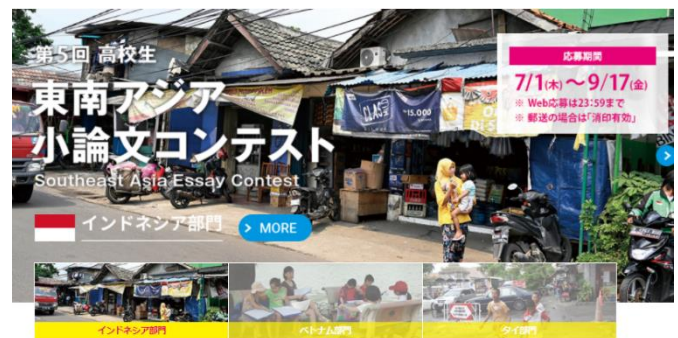 第5回 高校生
東南アジア
小論文コンテスト
Southeast Asia Essay Contest
インドネシア部門
MORE
応募期間
7/1(木)～9/17(金)
※ Web応募は23:59まで
※ 郵送の場合は「消印有効」
15.000
インドネシア部門
ベトナム部門
タイ部門